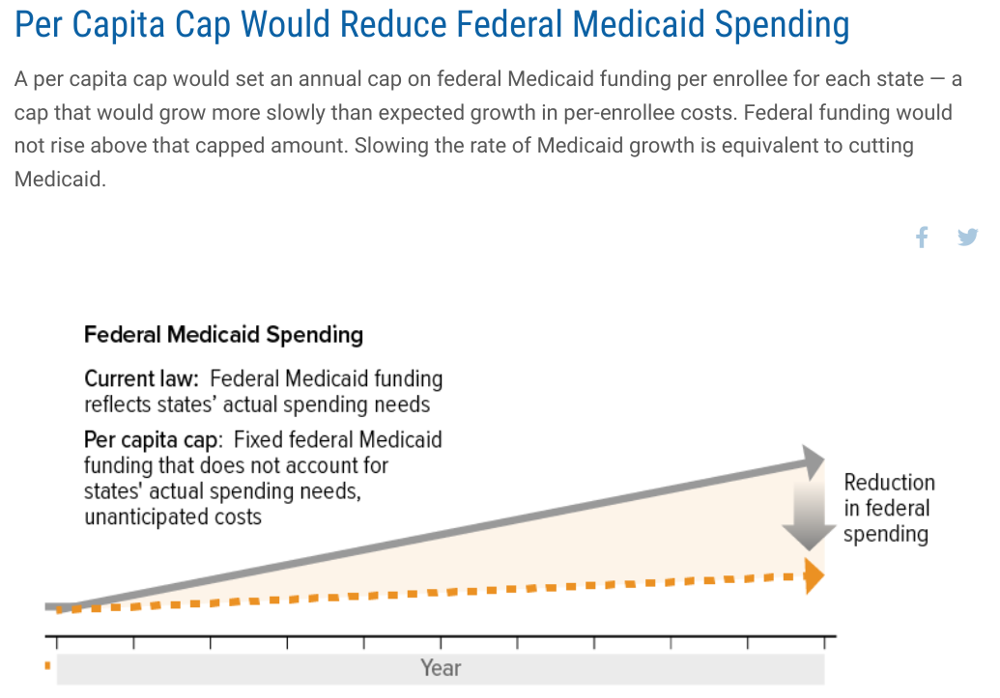 Per Capita Cap Would Reduce Federal Medicaid Spending
A per capita cap would set an annual cap on federal Medicaid funding per enrollee for each state — a
cap that would grow more slowly than expected growth in per-enrollee costs. Federal funding would
not rise above that capped amount. Slowing the rate of Medicaid growth is equivalent to cutting
Medicaid.
Federal Medicaid Spending
Current law: Federal Medicaid funding
reflects states’ actual spending needs
Per capita cap: Fixed federal Medicaid
funding that does not account for
states' actual spending needs,
unanticipated costs
Reduction
in federal
spending
Year